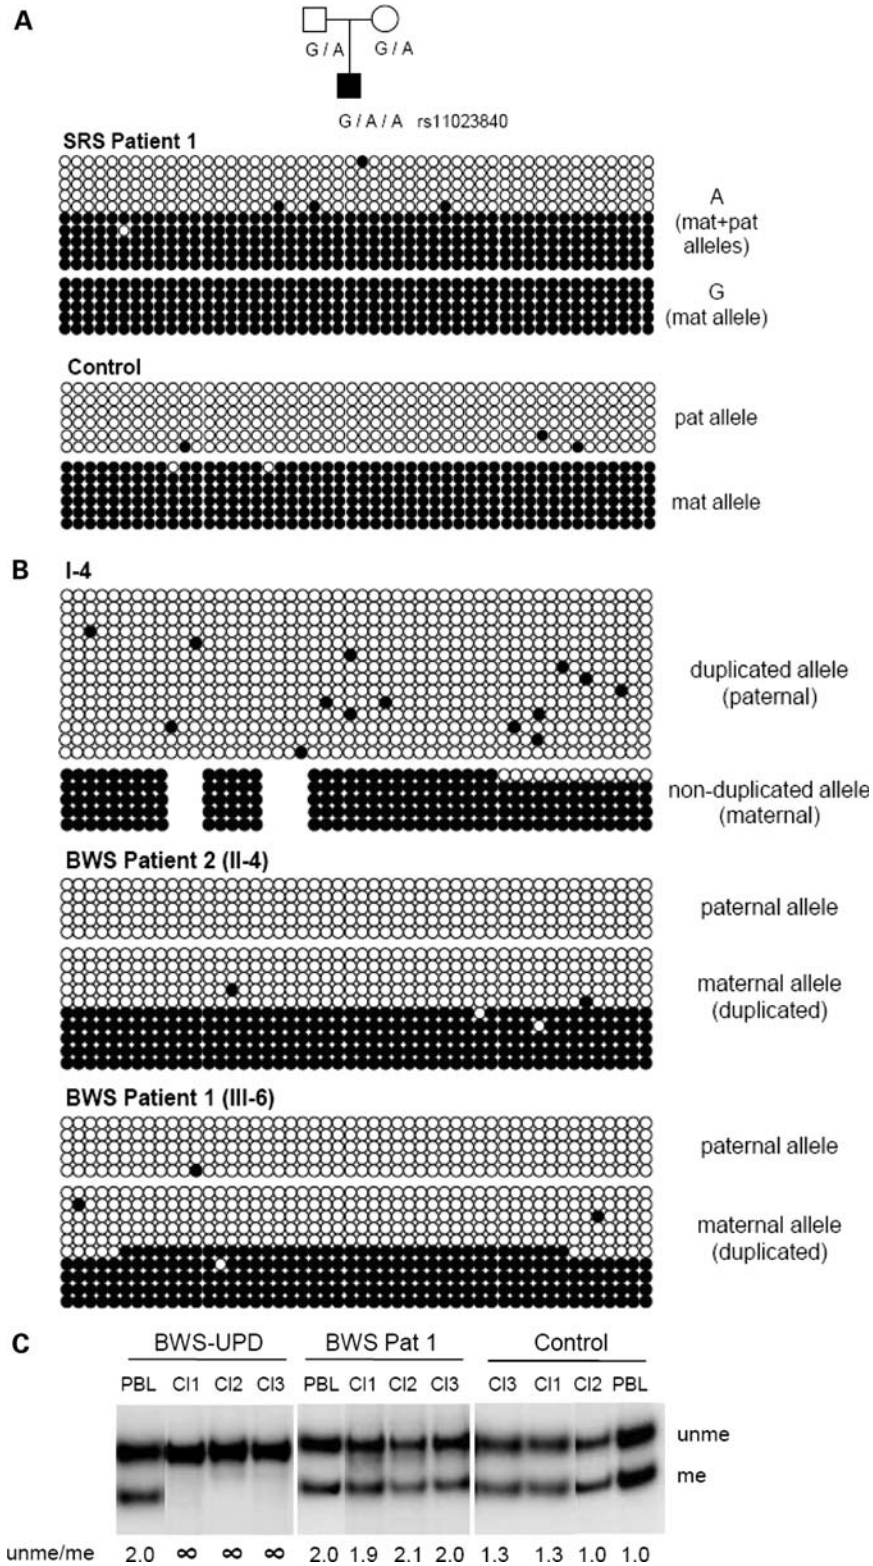 A
G / A G / A
G / A / A rs11023840
SRS Patient 1
A
(mat+pat
alleles)
G
(mat allele)
Control
pat allele
mat allele
B
I-4
duplicated allele
(paternal)
non-duplicated allele
(maternal)
BWS Patient 2 (II-4)
paternal allele
maternal allele
(duplicated)
BWS Patient 1 (III-6)
paternal allele
maternal allele
(duplicated)
C
BWS-UPD BWS Pat 1 Control
PBL Cl1 Cl2 Cl3 PBL Cl1 Cl2 Cl3 Cl3 Cl1 Cl2 PBL
unme
me
unme/me 2.0 ∞ ∞ ∞ 2.0 1.9 2.1 2.0 1.3 1.3 1.0 1.0